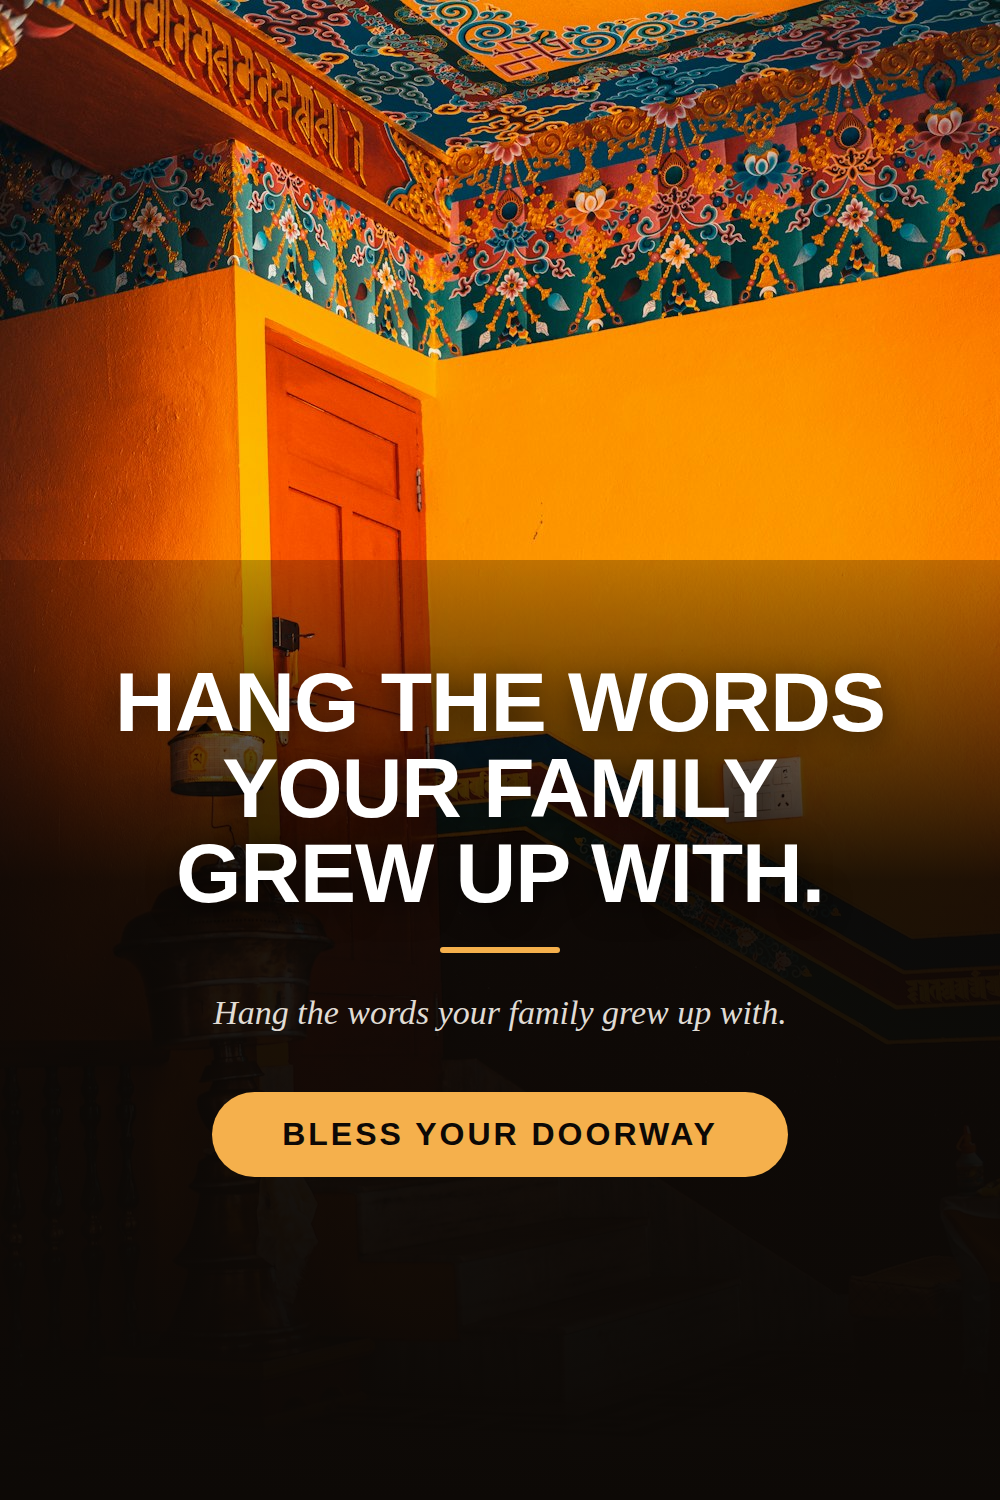 HANG THE WORDS
YOUR FAMILY
GREW UP WITH.
Hang the words your family grew up with.
BLESS YOUR DOORWAY